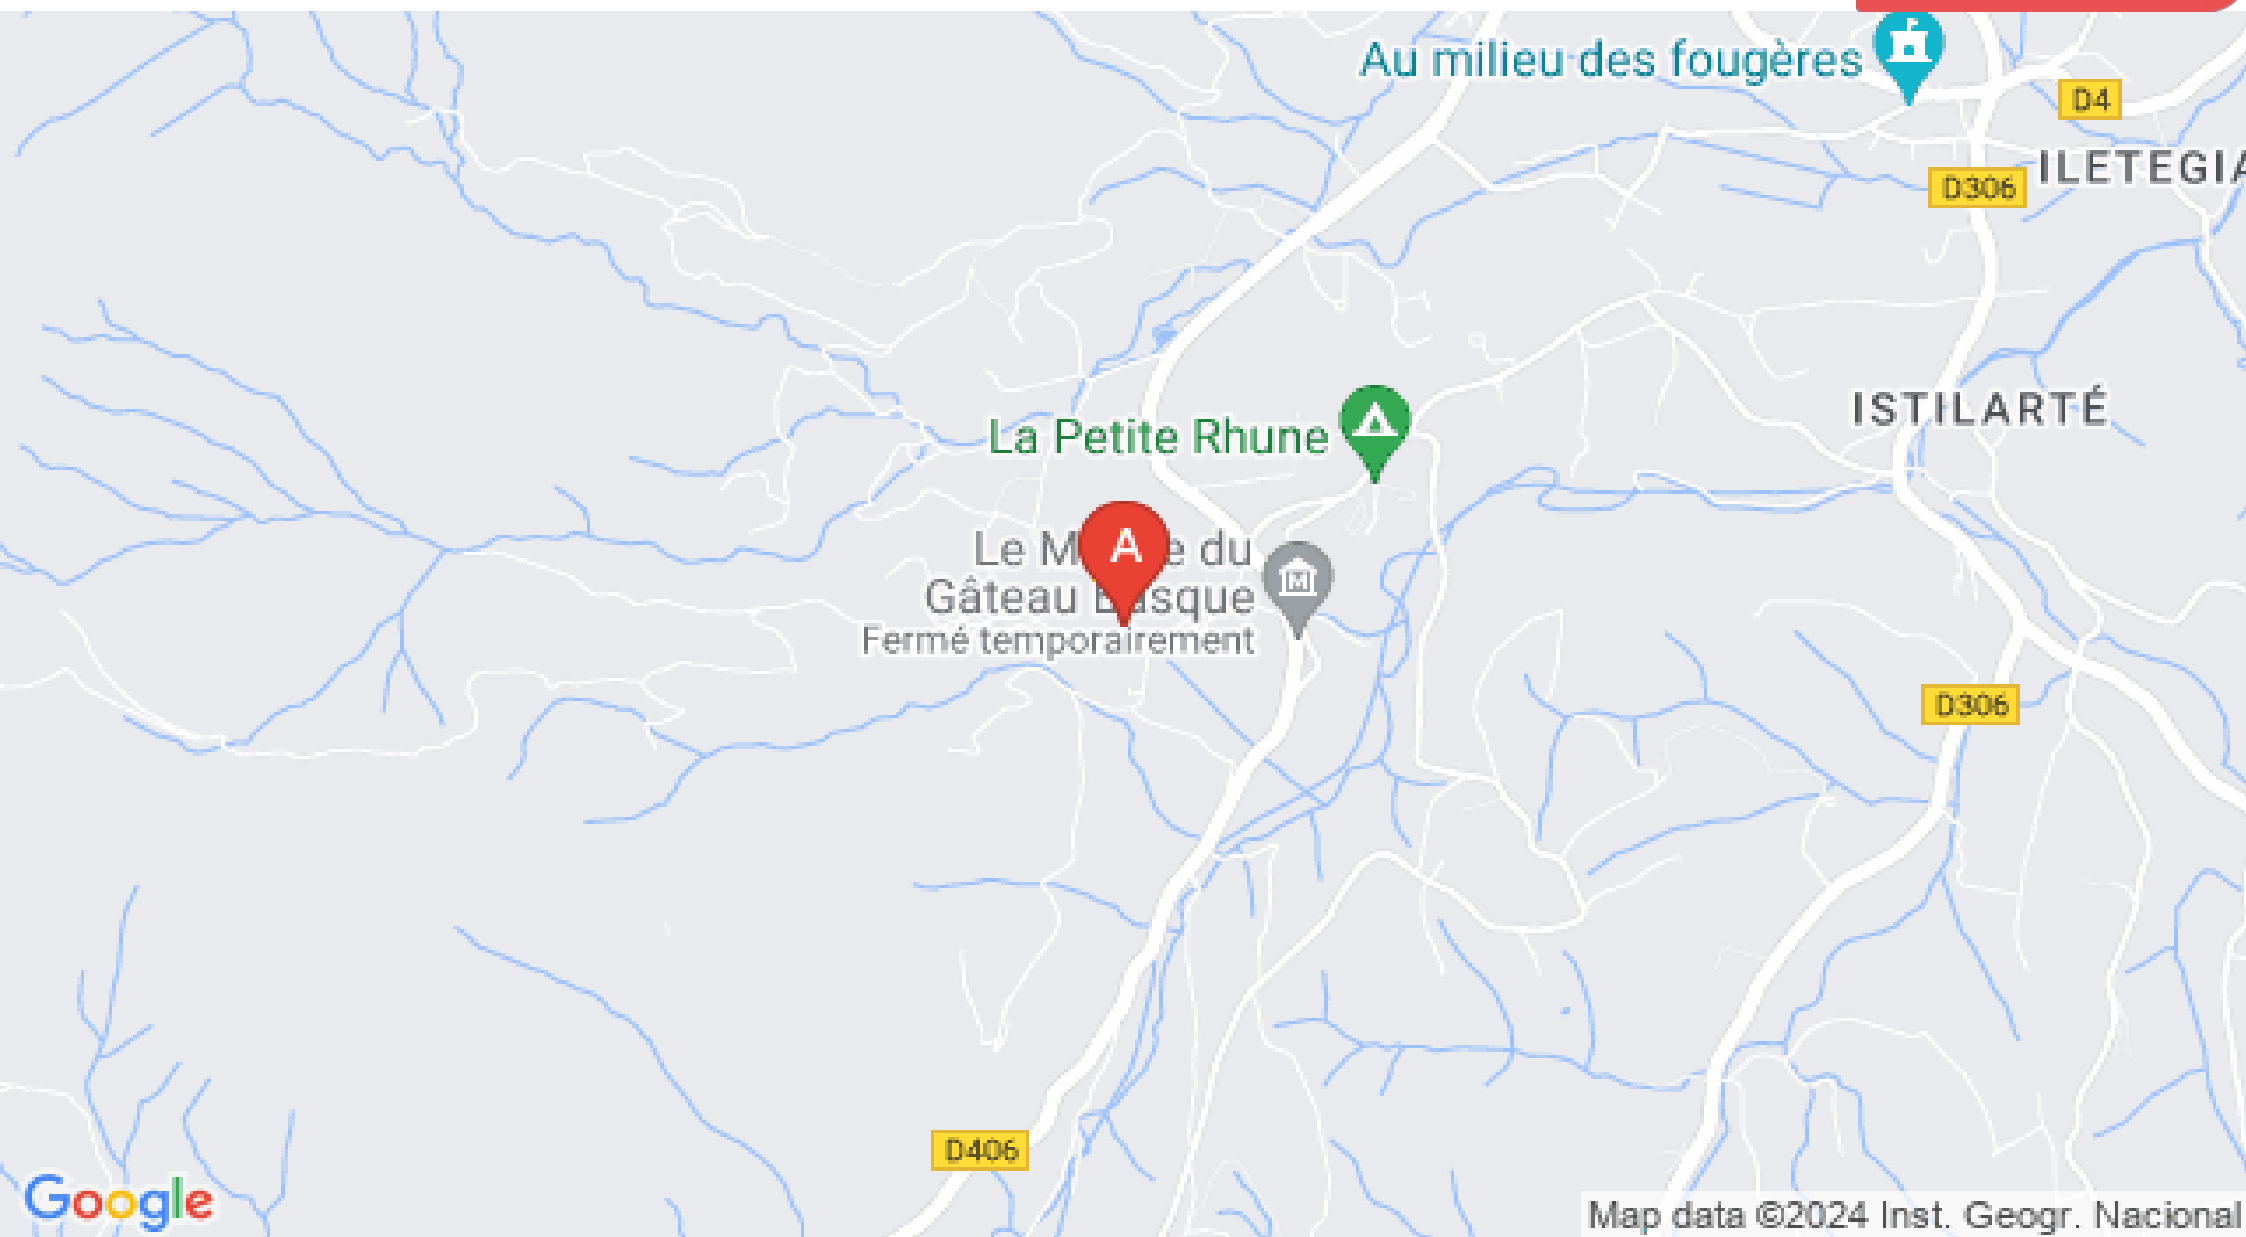 Au milieu des fougères
D4
D306
ILETEGIA
ISTILARTÉ
La Petite Rhune
A
Le M e du
Gâteau Basque
Fermé temporairement
D306
D406
Google
Map data ©2024 Inst. Geogr. Nacional